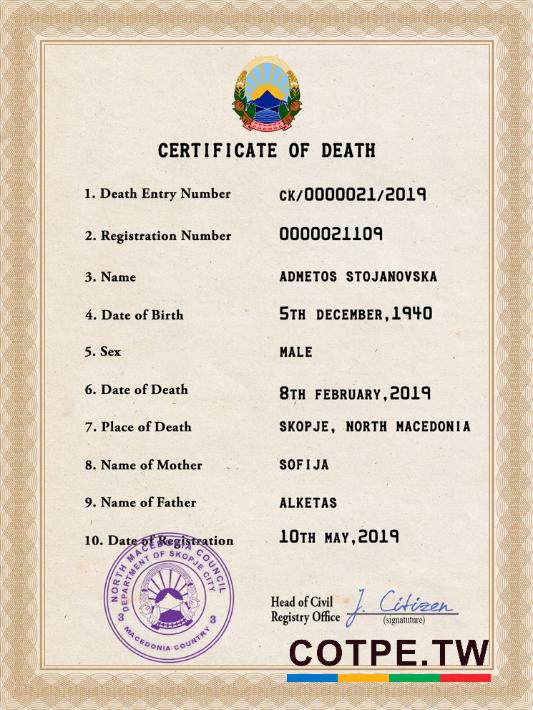 CERTIFICATE OF DEATH
1. Death Entry Number CK/0000021/2019
2. Registration Number 0000021109
3. Name ADMETOS STOJANOVSKA
4. Date of Birth 5TH DECEMBER,1940
5. Sex MALE
6. Date of Death 8TH FEBRUARY,2019
7. Place of Death SKOPJE, NORTH MACEDONIA
8. Name of Mother SOFIJA
9. Name of Father ALKETAS
10. Date of Registration 10TH MAY,2019
NORTH MACEDONIA COUNCIL
DEPARTMENT OF SKOPJE CITY
3 3
MACEDONIA COUNTRY
Head of Civil
Registry Office J. Citizen
(signatuture)
COTPE.TW